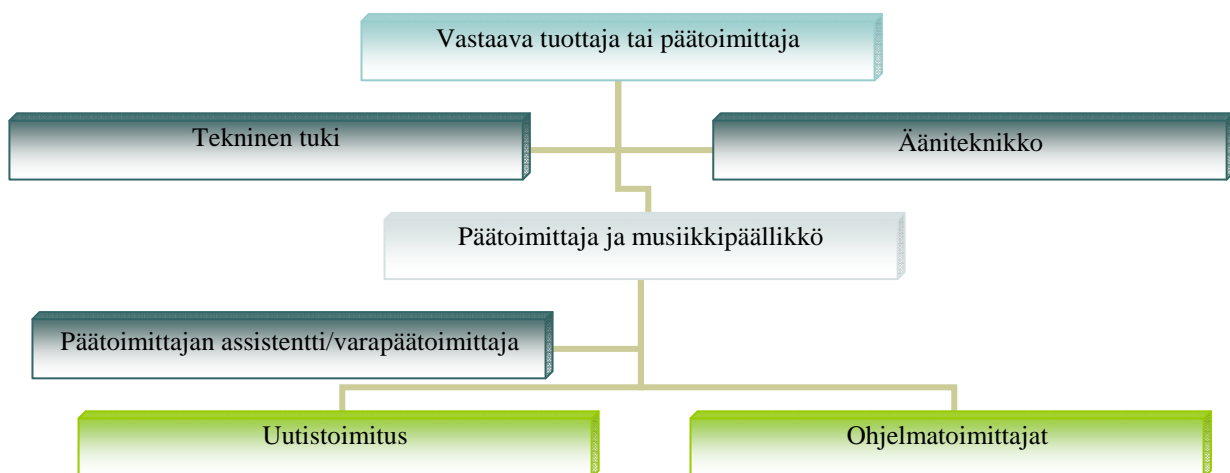 Vastaava tuottaja tai päätoimittaja
Tekninen tuki
Ääniteknikko
Päätoimittaja ja musiikkipäällikkö
Päätoimittajan assistentti/varapäätoimittaja
Uutistoimitus
Ohjelmatoimittajat